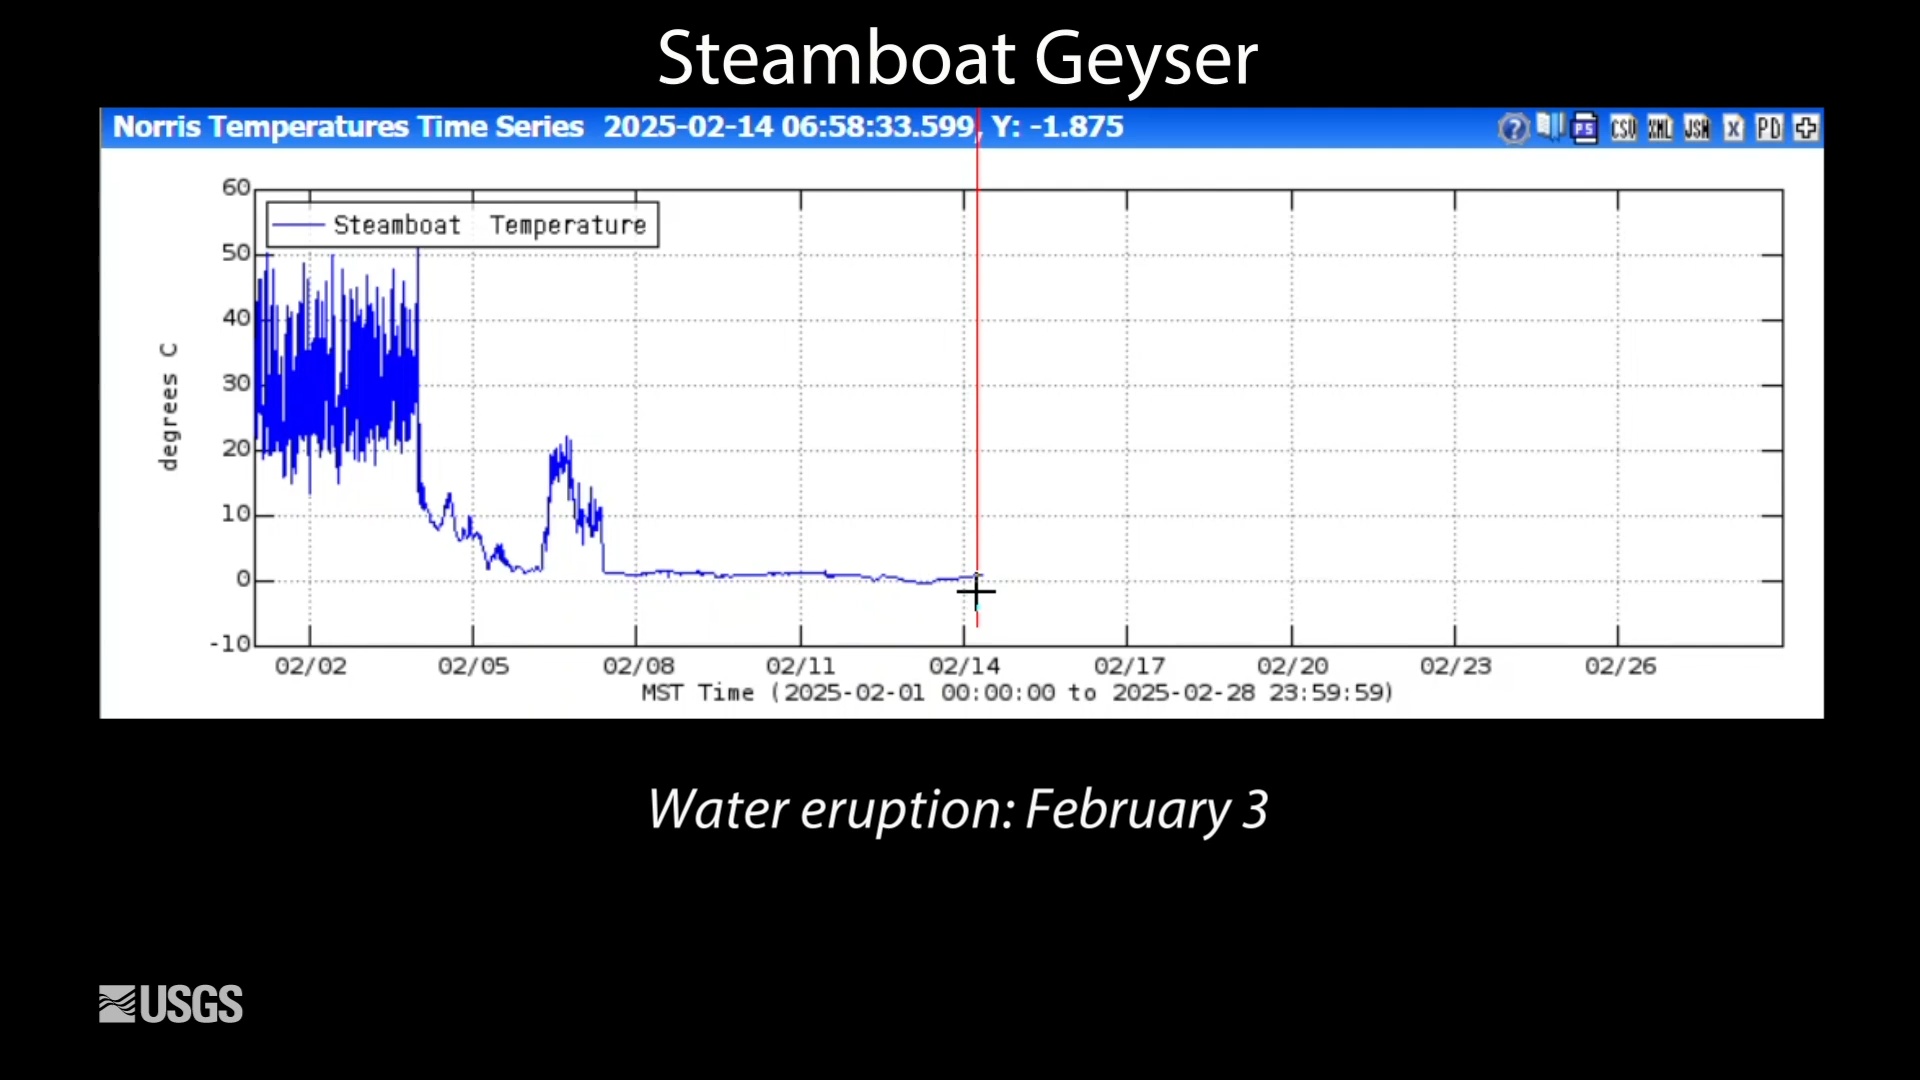 Steamboat Geyser
Norris Temperatures Time Series 2025-02-14 06:58:33.599, Y: -1.875
? PS CSV XML JSN X PD
60
Steamboat Temperature
50
40
30
20
10
0
-10
degrees C
02/02 02/05 02/08 02/11 02/14 02/17 02/20 02/23 02/26
MST Time (2025-02-01 00:00:00 to 2025-02-28 23:59:59)
Water eruption: February 3
USGS